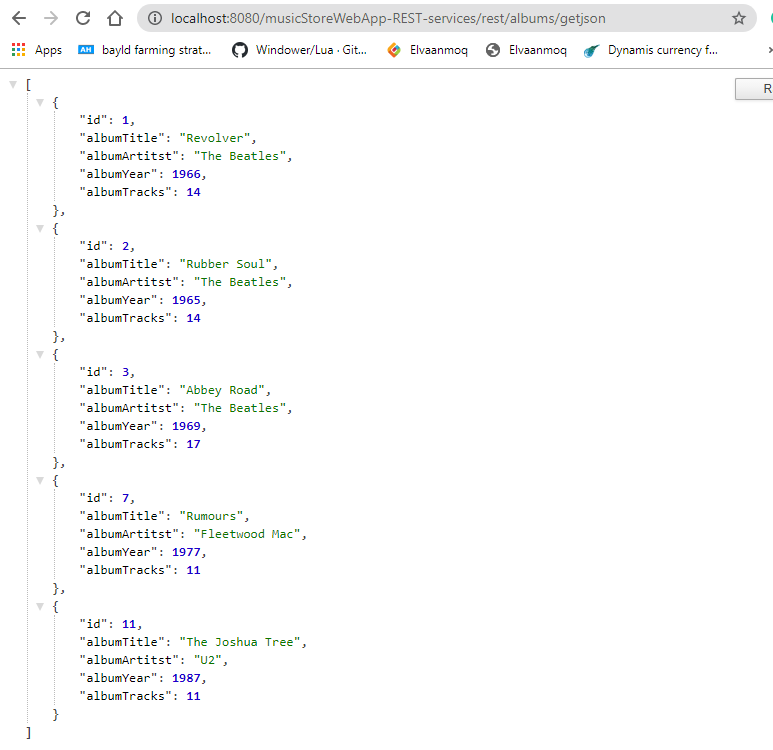 localhost:8080/musicStoreWebApp-REST-services/rest/albums/getjson
Apps AH bayld farming strat... Windower/Lua · Git... Elvaanmoq Elvaanmoq Dynamis currency f...
[
R
{
"id": 1,
"albumTitle": "Revolver",
"albumArtitst": "The Beatles",
"albumYear": 1966,
"albumTracks": 14
},
{
"id": 2,
"albumTitle": "Rubber Soul",
"albumArtitst": "The Beatles",
"albumYear": 1965,
"albumTracks": 14
},
{
"id": 3,
"albumTitle": "Abbey Road",
"albumArtitst": "The Beatles",
"albumYear": 1969,
"albumTracks": 17
},
{
"id": 7,
"albumTitle": "Rumours",
"albumArtitst": "Fleetwood Mac",
"albumYear": 1977,
"albumTracks": 11
},
{
"id": 11,
"albumTitle": "The Joshua Tree",
"albumArtitst": "U2",
"albumYear": 1987,
"albumTracks": 11
}
]